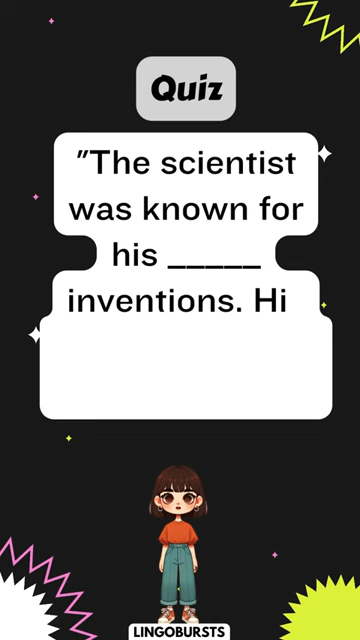 Quiz
"The scientist
was known for
his _____
inventions. Hi
LINGOBURSTS